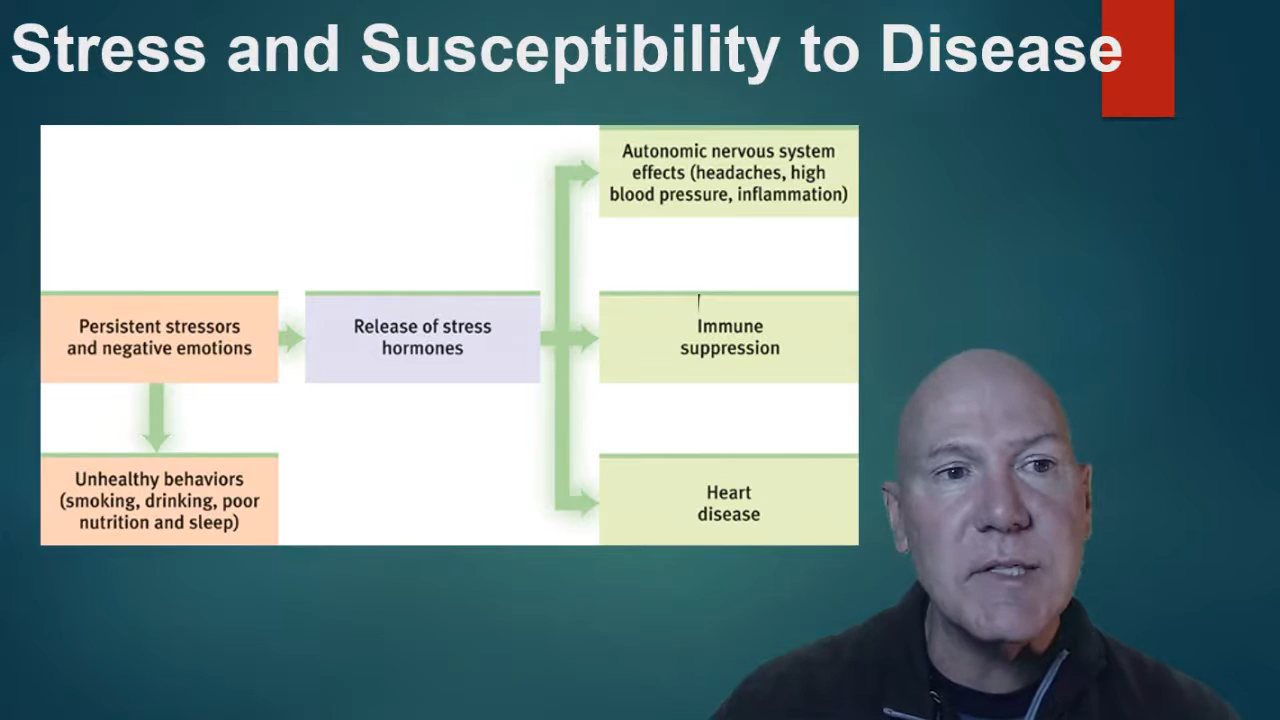 Stress and Susceptibility to Disease
Autonomic nervous system
effects (headaches, high
blood pressure, inflammation)
Persistent stressors
and negative emotions
Release of stress
hormones
Immune
suppression
Unhealthy behaviors
(smoking, drinking, poor
nutrition and sleep)
Heart
disease